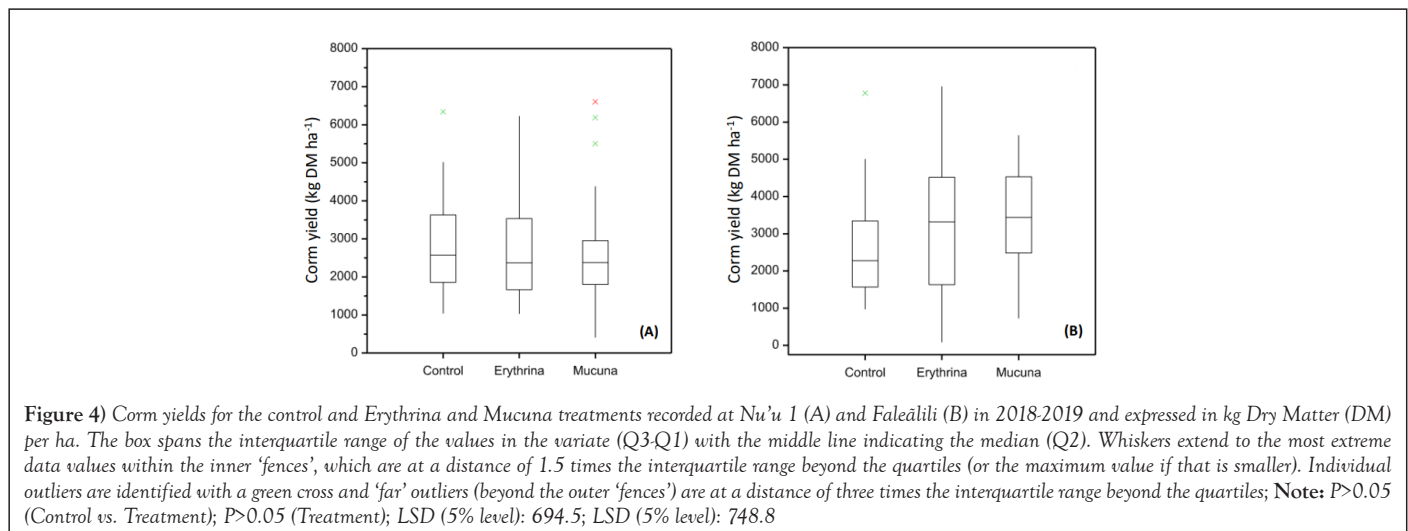 8000
7000
6000
5000
4000
3000
2000
1000
0
Corm yield (kg DM ha⁻¹)
(A)
Control Erythrina Mucuna
8000
7000
6000
5000
4000
3000
2000
1000
0
Corm yield (kg DM ha⁻¹)
(B)
Control Erythrina Mucuna
Figure 4) Corm yields for the control and Erythrina and Mucuna treatments recorded at Nu'u 1 (A) and Faleālili (B) in 2018-2019 and expressed in kg Dry Matter (DM)
per ha. The box spans the interquartile range of the values in the variate (Q3-Q1) with the middle line indicating the median (Q2). Whiskers extend to the most extreme
data values within the inner ‘fences’, which are at a distance of 1.5 times the interquartile range beyond the quartiles (or the maximum value if that is smaller). Individual
outliers are identified with a green cross and ‘far’ outliers (beyond the outer ‘fences’) are at a distance of three times the interquartile range beyond the quartiles; Note: P>0.05
(Control vs. Treatment); P>0.05 (Treatment); LSD (5% level): 694.5; LSD (5% level): 748.8